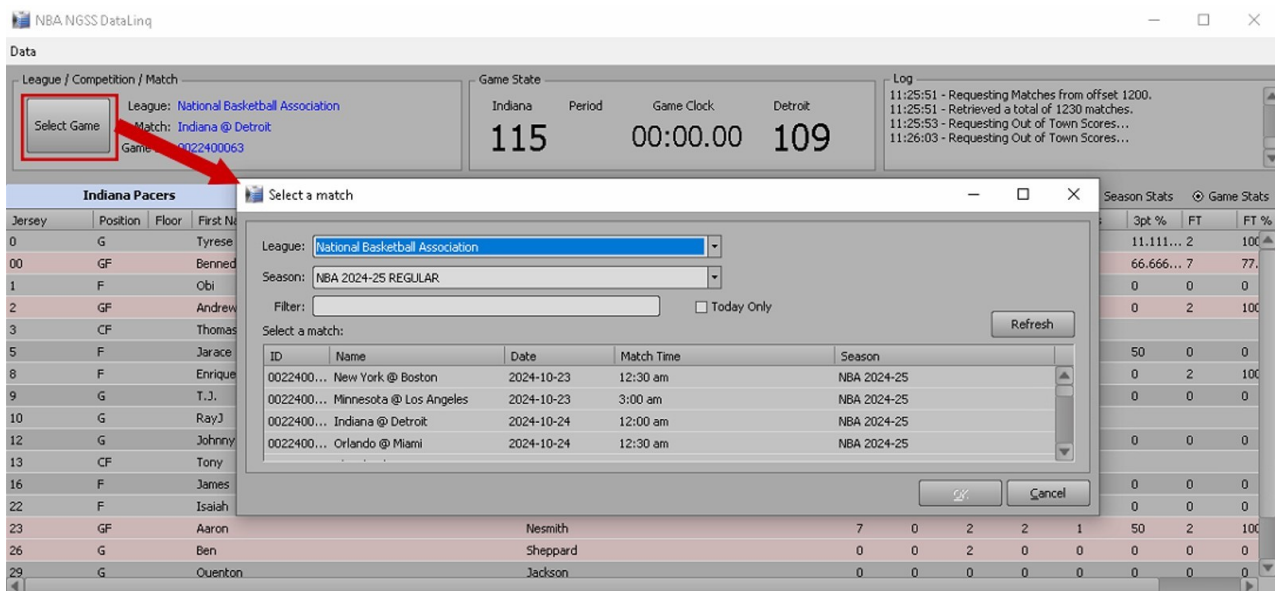 NBA NGSS DataLinq
Data
League / Competition / Match
Select Game
League: National Basketball Association
Match: Indiana @ Detroit
Game 0022400063
Game State
Indiana Period Game Clock Detroit
115 00:00.00 109
Log
11:25:51 - Requesting Matches from offset 1200.
11:25:51 - Retrieved a total of 1230 matches.
11:25:53 - Requesting Out of Town Scores...
11:26:03 - Requesting Out of Town Scores...
Indiana Pacers
Season Stats Game Stats
Jersey Position Floor First Na 3pt % FT FT %
0 G Tyrese 11.111... 2 100
00 GF Benned 66.666... 7 77.
1 F Obi 0 0 0
2 GF Andrew 0 2 100
3 CF Thomas
5 F Jarace 50 0 0
8 F Enrique 0 2 100
9 G T.J. 0 0 0
10 G RayJ
12 G Johnny 0 0 0
13 CF Tony
16 F James 0 0 0
22 F Isaiah 0 0 0
23 GF Aaron Nesmith 7 0 2 2 1 50 2 100
26 G Ben Sheppard 0 0 2 0 0 0 0 0
29 G Quenton Jackson 0 0 0 0 0 0 0 0
Select a match
League: National Basketball Association
Season: NBA 2024-25 REGULAR
Filter: Today Only
Select a match:
Refresh
ID Name Date Match Time Season
0022400... New York @ Boston 2024-10-23 12:30 am NBA 2024-25
0022400... Minnesota @ Los Angeles 2024-10-23 3:00 am NBA 2024-25
0022400... Indiana @ Detroit 2024-10-24 12:00 am NBA 2024-25
0022400... Orlando @ Miami 2024-10-24 12:30 am NBA 2024-25
OK Cancel